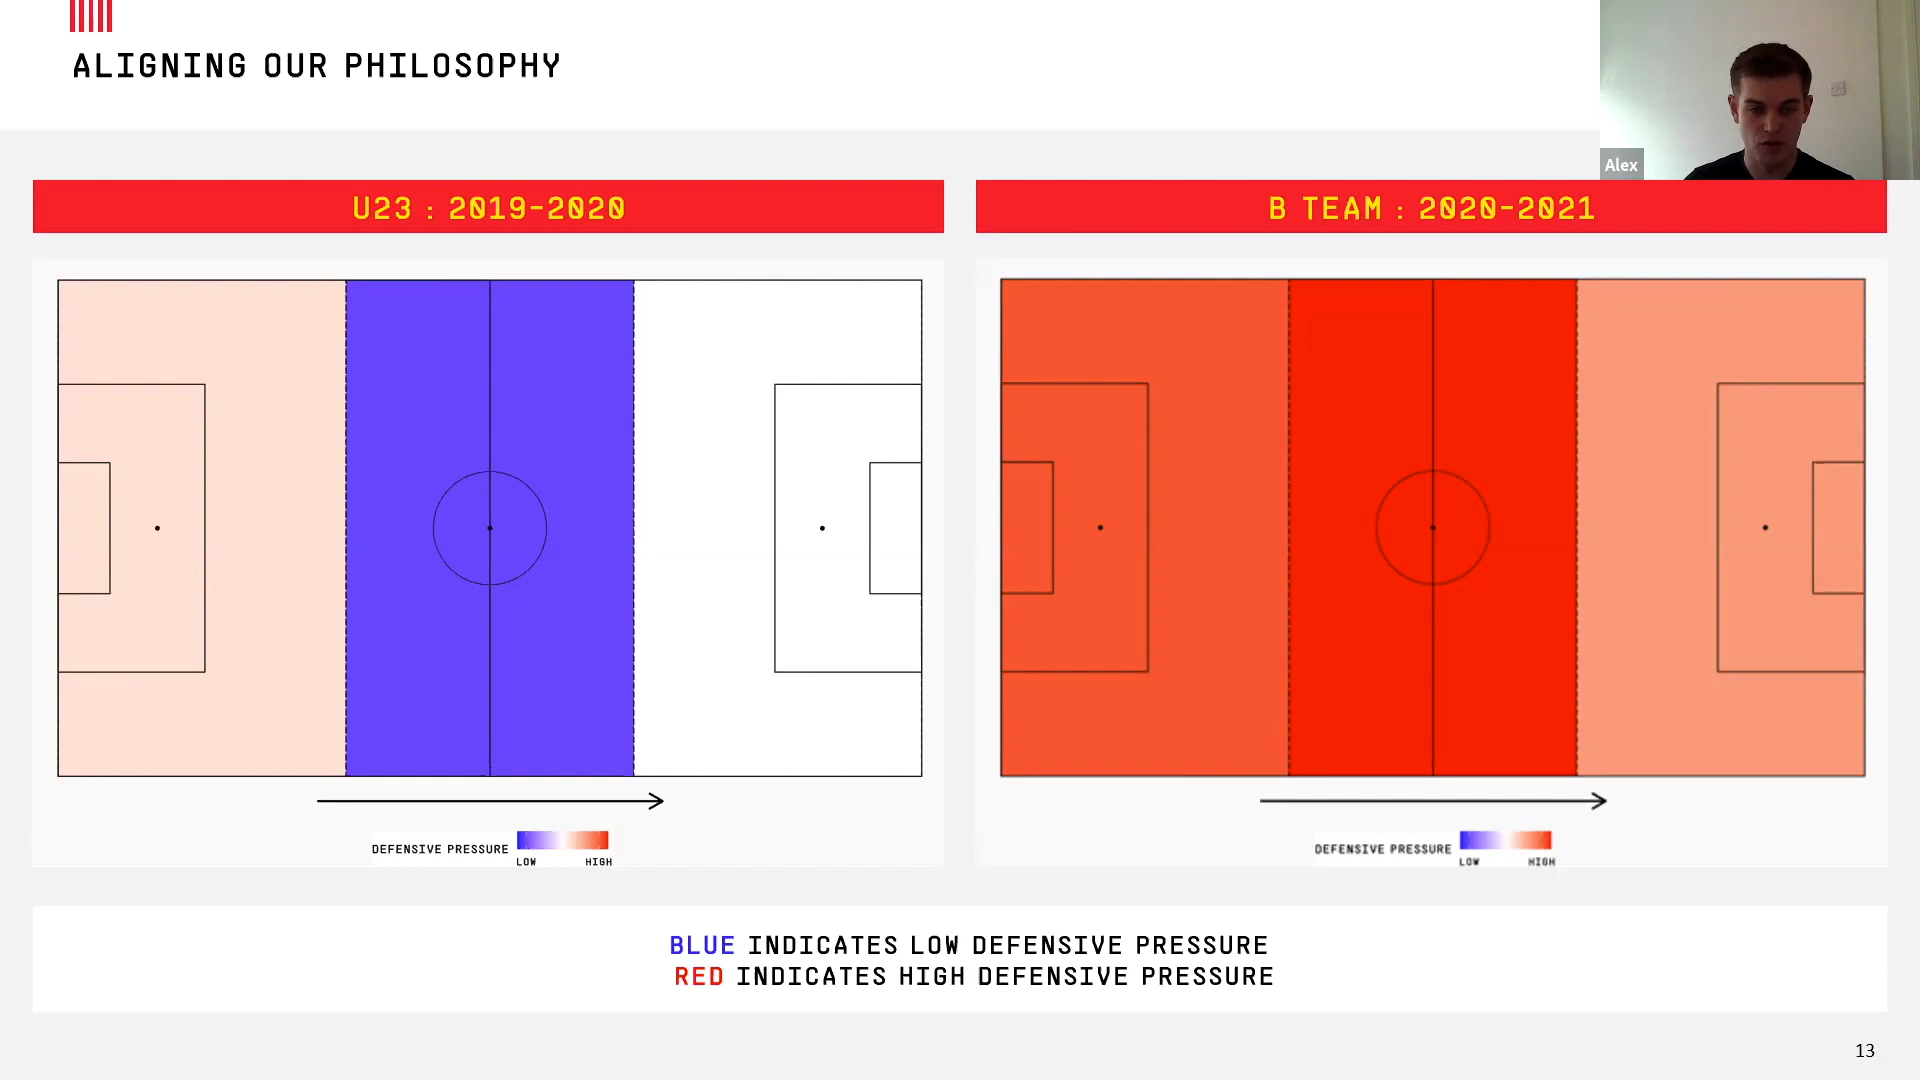 ALIGNING OUR PHILOSOPHY
Alex
U23 : 2019-2020
B TEAM : 2020-2021
DEFENSIVE PRESSURE
LOW
HIGH
DEFENSIVE PRESSURE
LOW
HIGH
BLUE INDICATES LOW DEFENSIVE PRESSURE
RED INDICATES HIGH DEFENSIVE PRESSURE
13